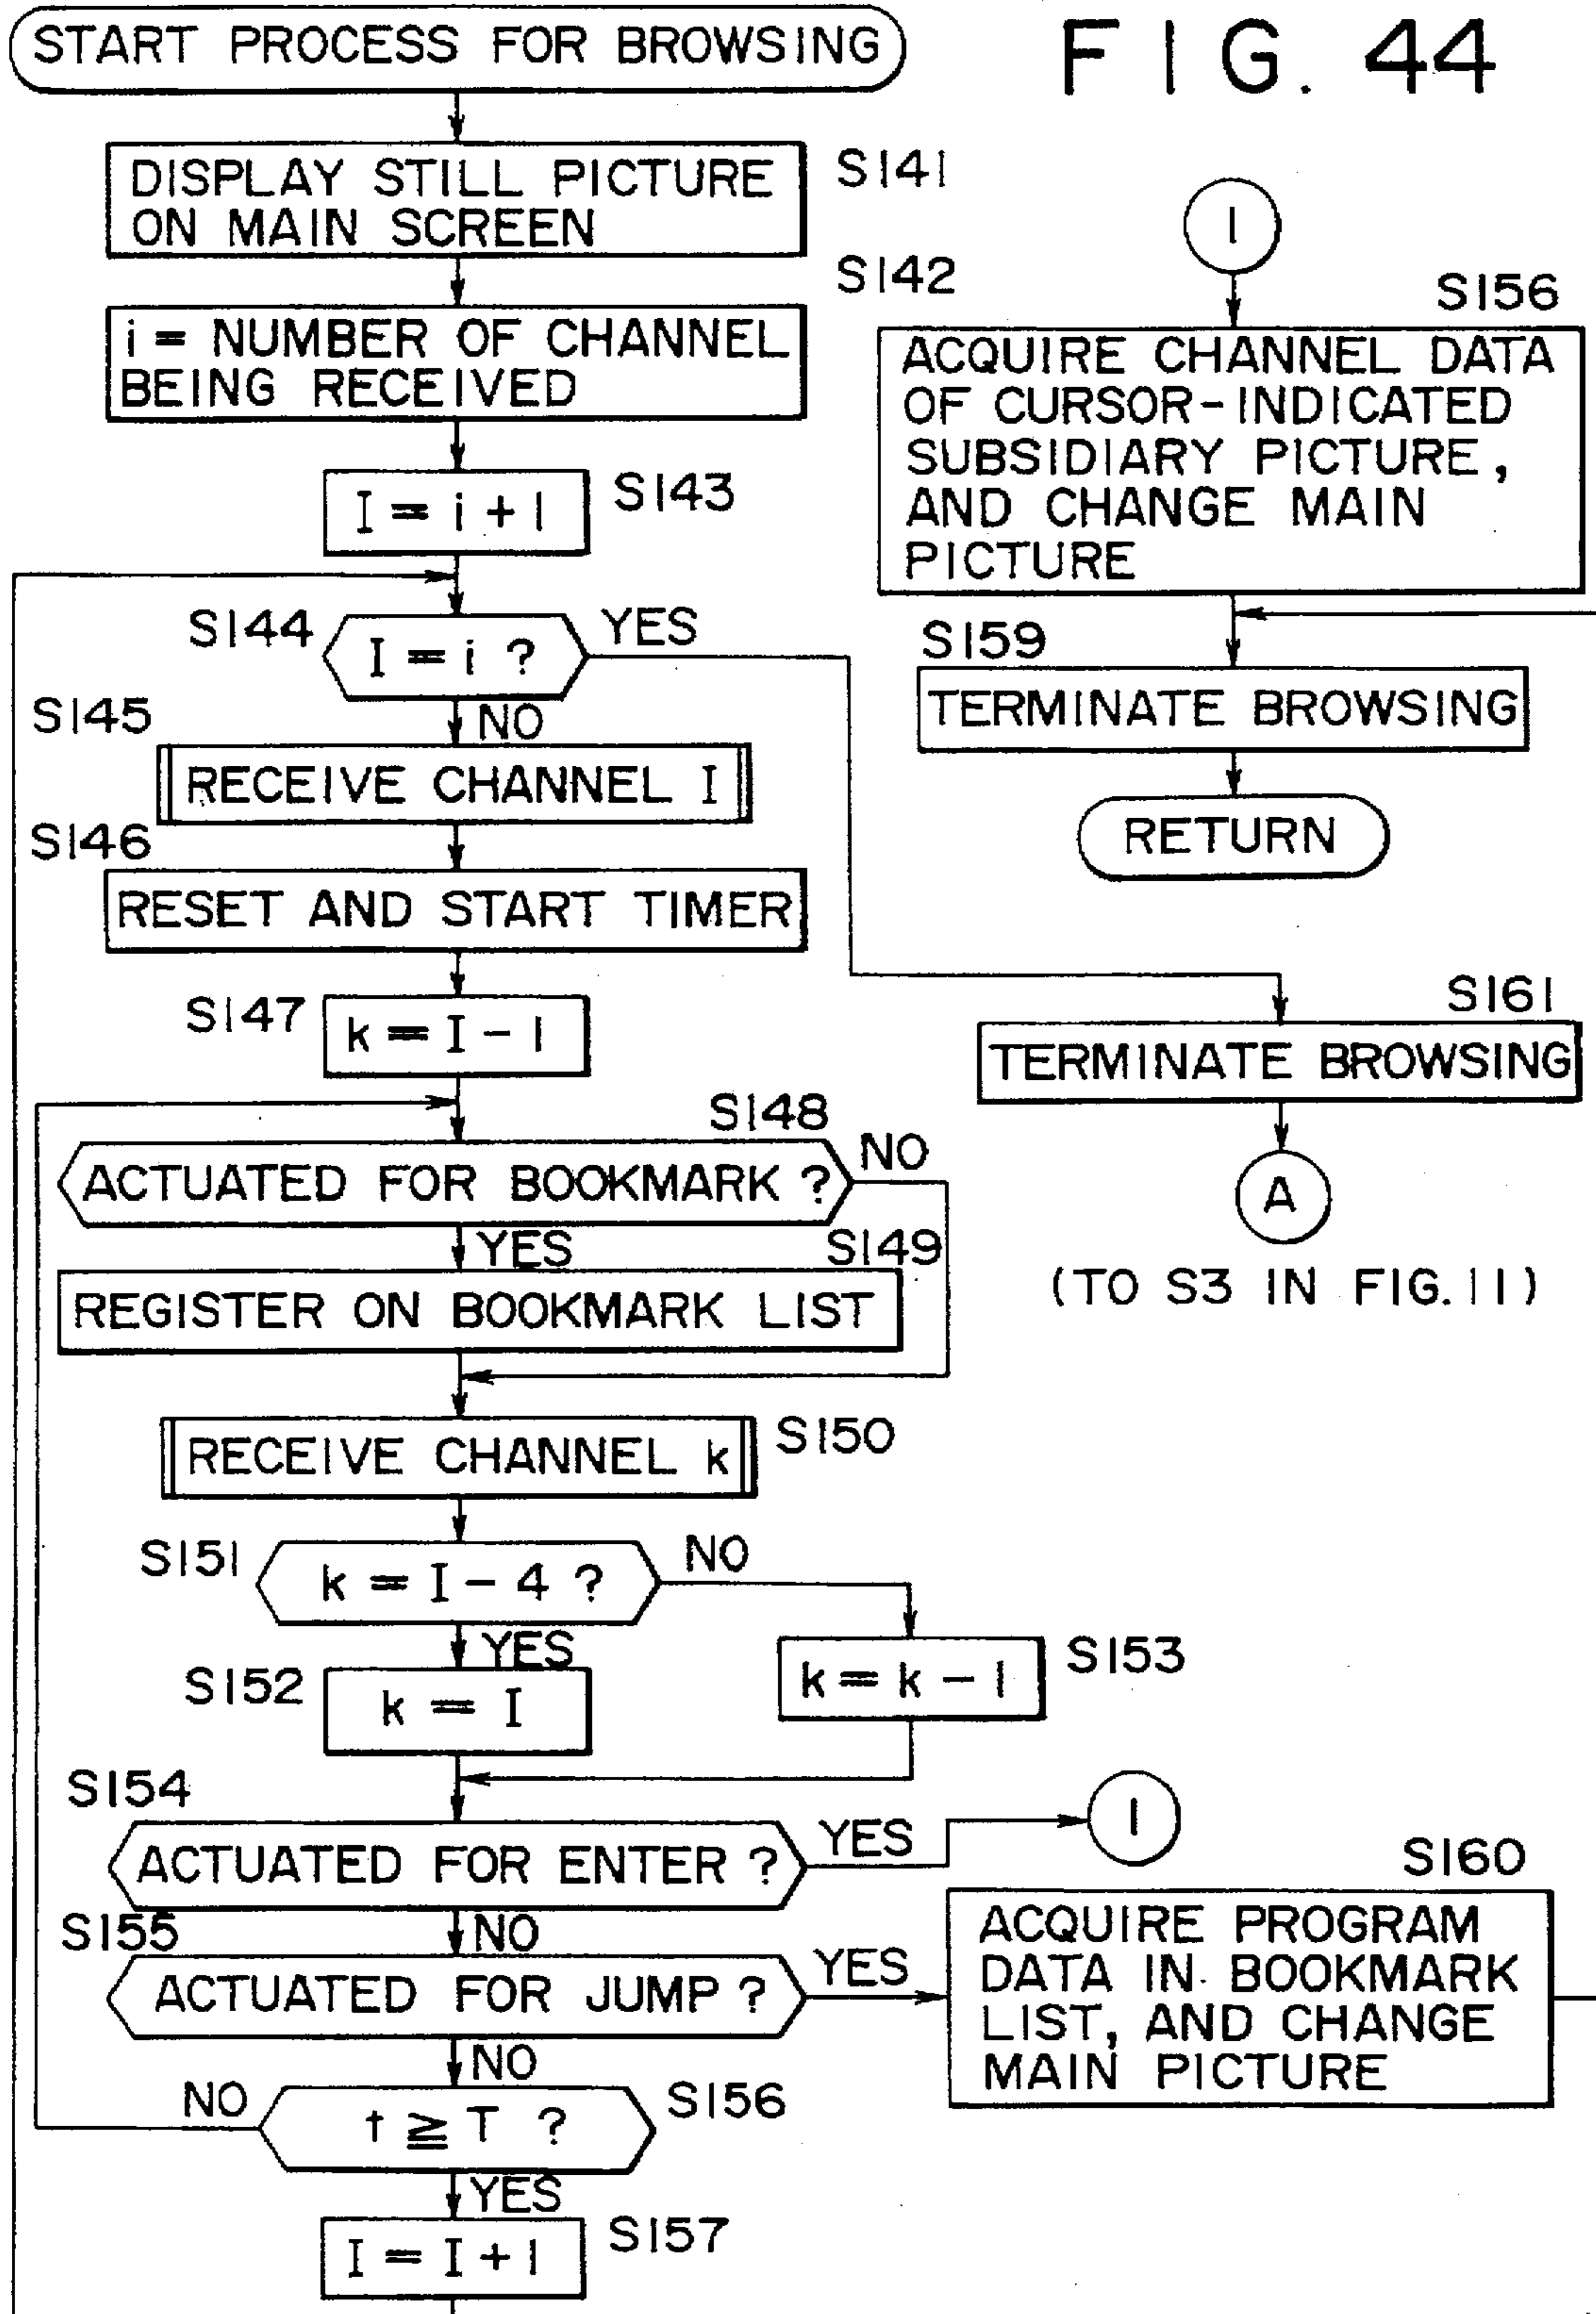 START PROCESS FOR BROWSING
FIG. 44
DISPLAY STILL PICTURE
ON MAIN SCREEN
S141
i = NUMBER OF CHANNEL
BEING RECEIVED
S142
I = i + 1
S143
S144
I = i ?
YES
NO
S145
RECEIVE CHANNEL I
S146
RESET AND START TIMER
S147
k = I - 1
S148
ACTUATED FOR BOOKMARK ?
NO
YES
S149
REGISTER ON BOOKMARK LIST
RECEIVE CHANNEL k
S150
S151
k = I - 4 ?
NO
YES
S152
k = I
k = k - 1
S153
S154
ACTUATED FOR ENTER ?
YES
1
NO
S155
ACTUATED FOR JUMP ?
YES
S160
ACQUIRE PROGRAM
DATA IN BOOKMARK
LIST, AND CHANGE
MAIN PICTURE
NO
NO
t ≧ T ?
S156
YES
I = I + 1
S157
1
S156
ACQUIRE CHANNEL DATA
OF CURSOR-INDICATED
SUBSIDIARY PICTURE,
AND CHANGE MAIN
PICTURE
S159
TERMINATE BROWSING
RETURN
S161
TERMINATE BROWSING
A
(TO S3 IN FIG. 11)